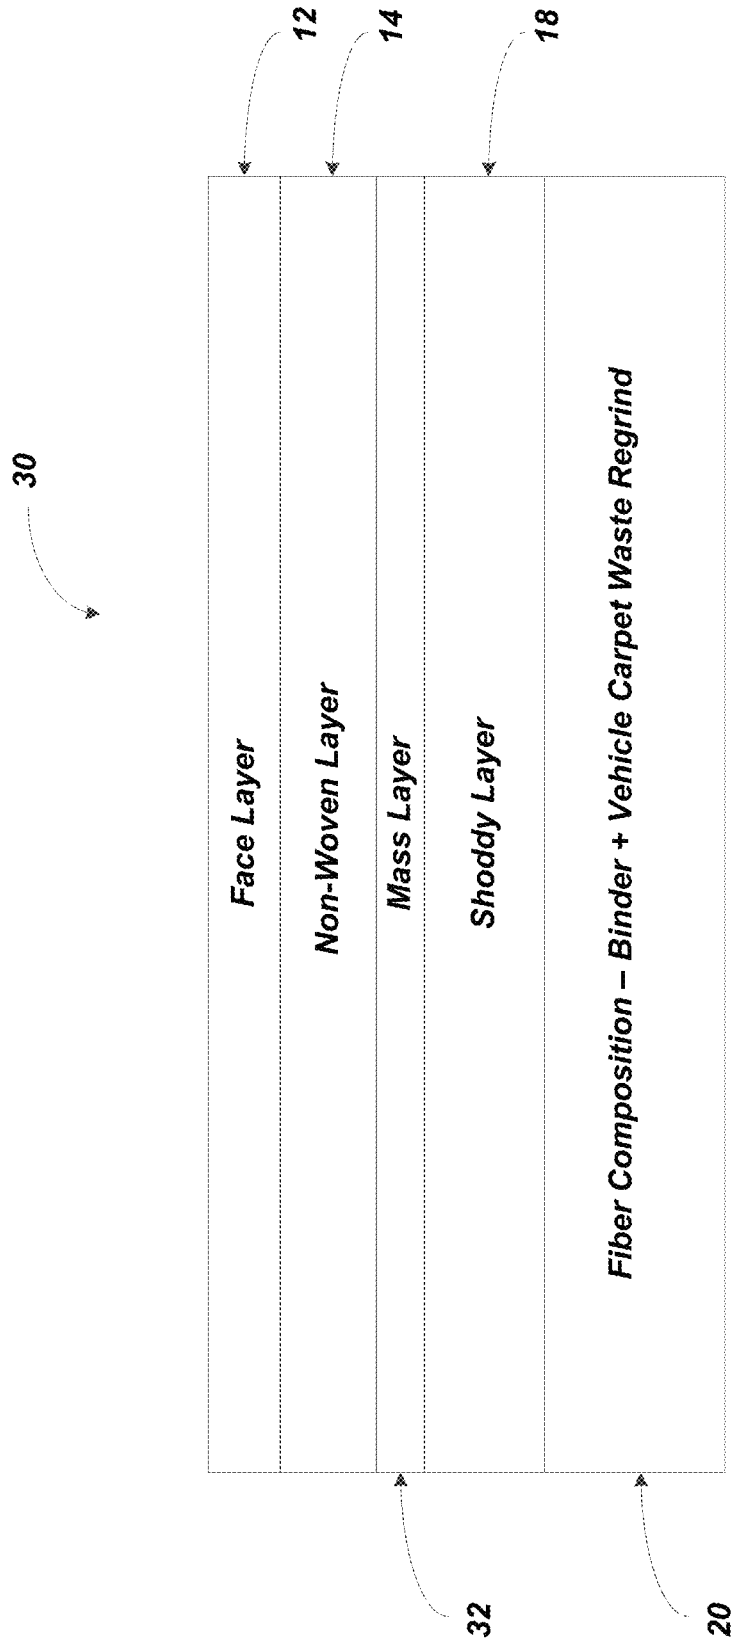 30
12
Face Layer
14
Non-Woven Layer
32
Mass Layer
18
Shoddy Layer
20
Fiber Composition – Binder + Vehicle Carpet Waste Regrind